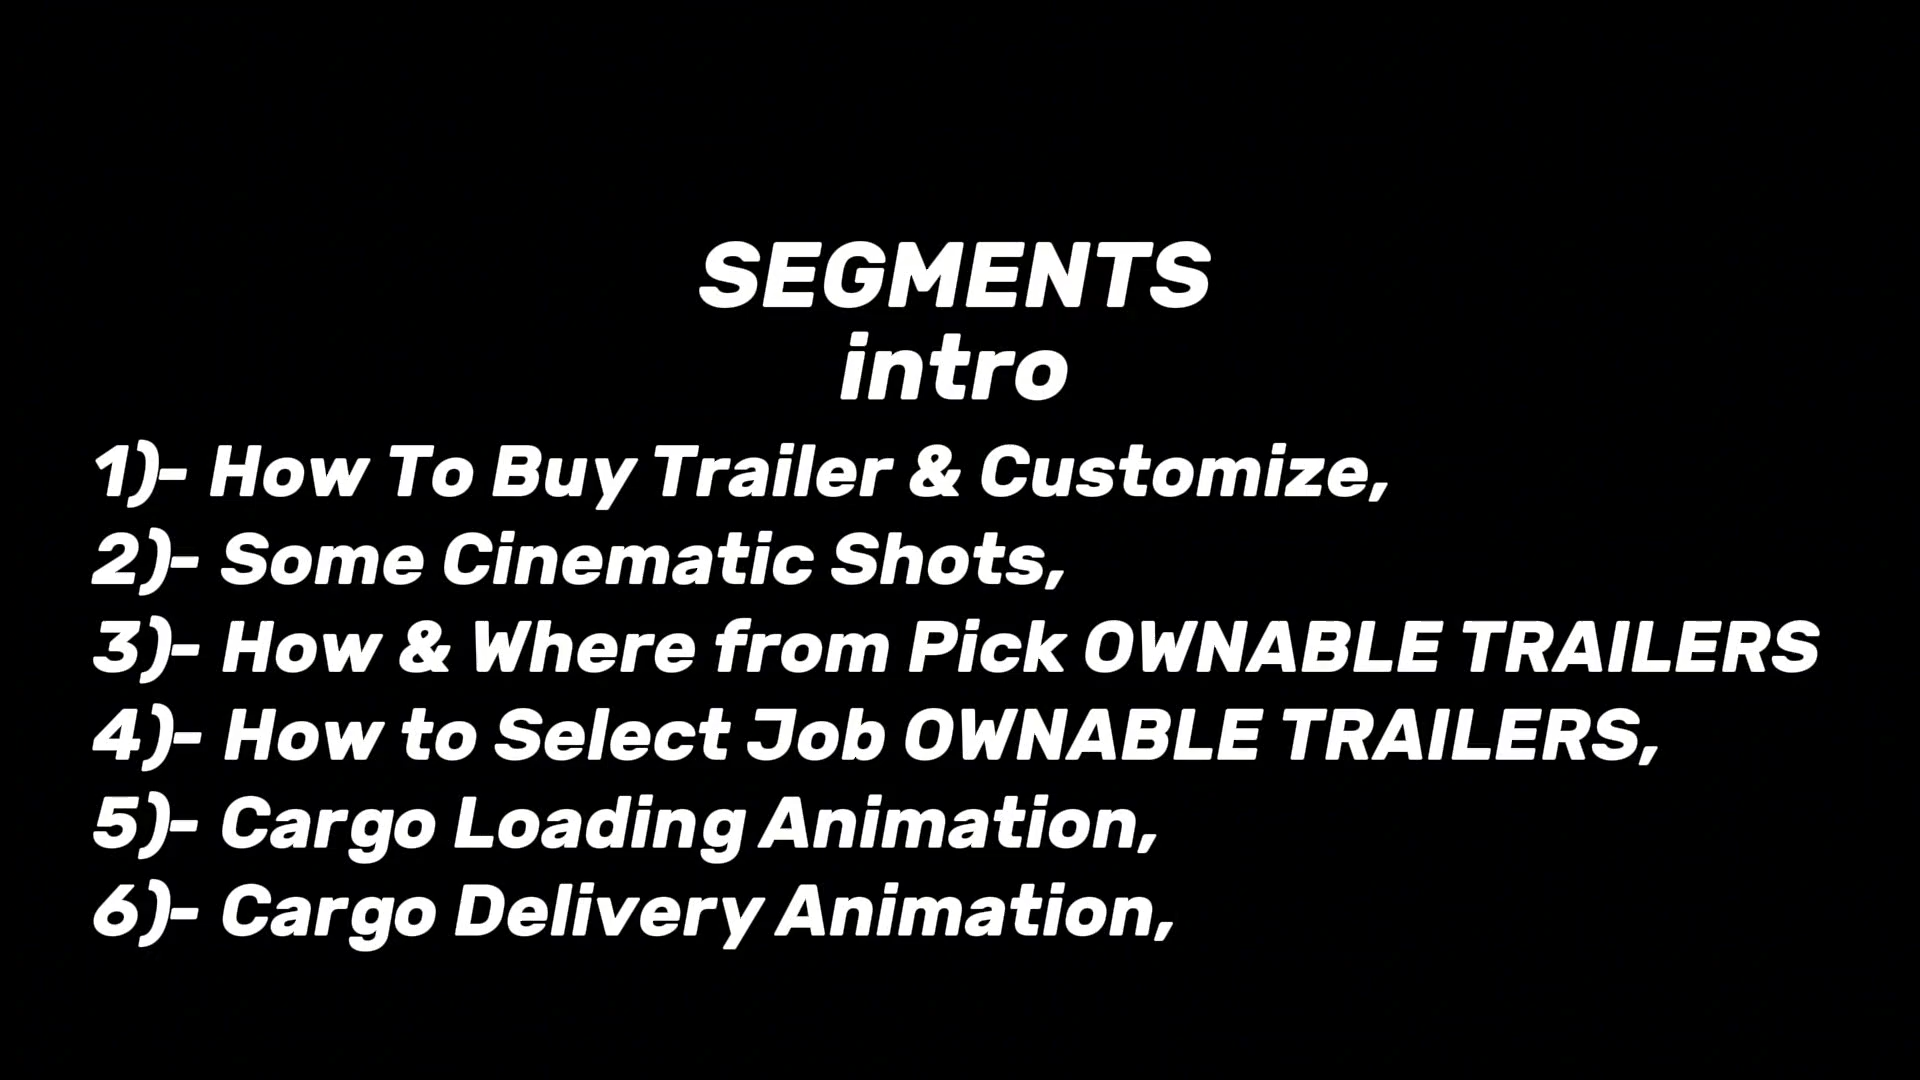 SEGMENTS
intro
1)- How To Buy Trailer & Customize,
2)- Some Cinematic Shots,
3)- How & Where from Pick OWNABLE TRAILERS
4)- How to Select Job OWNABLE TRAILERS,
5)- Cargo Loading Animation,
6)- Cargo Delivery Animation,